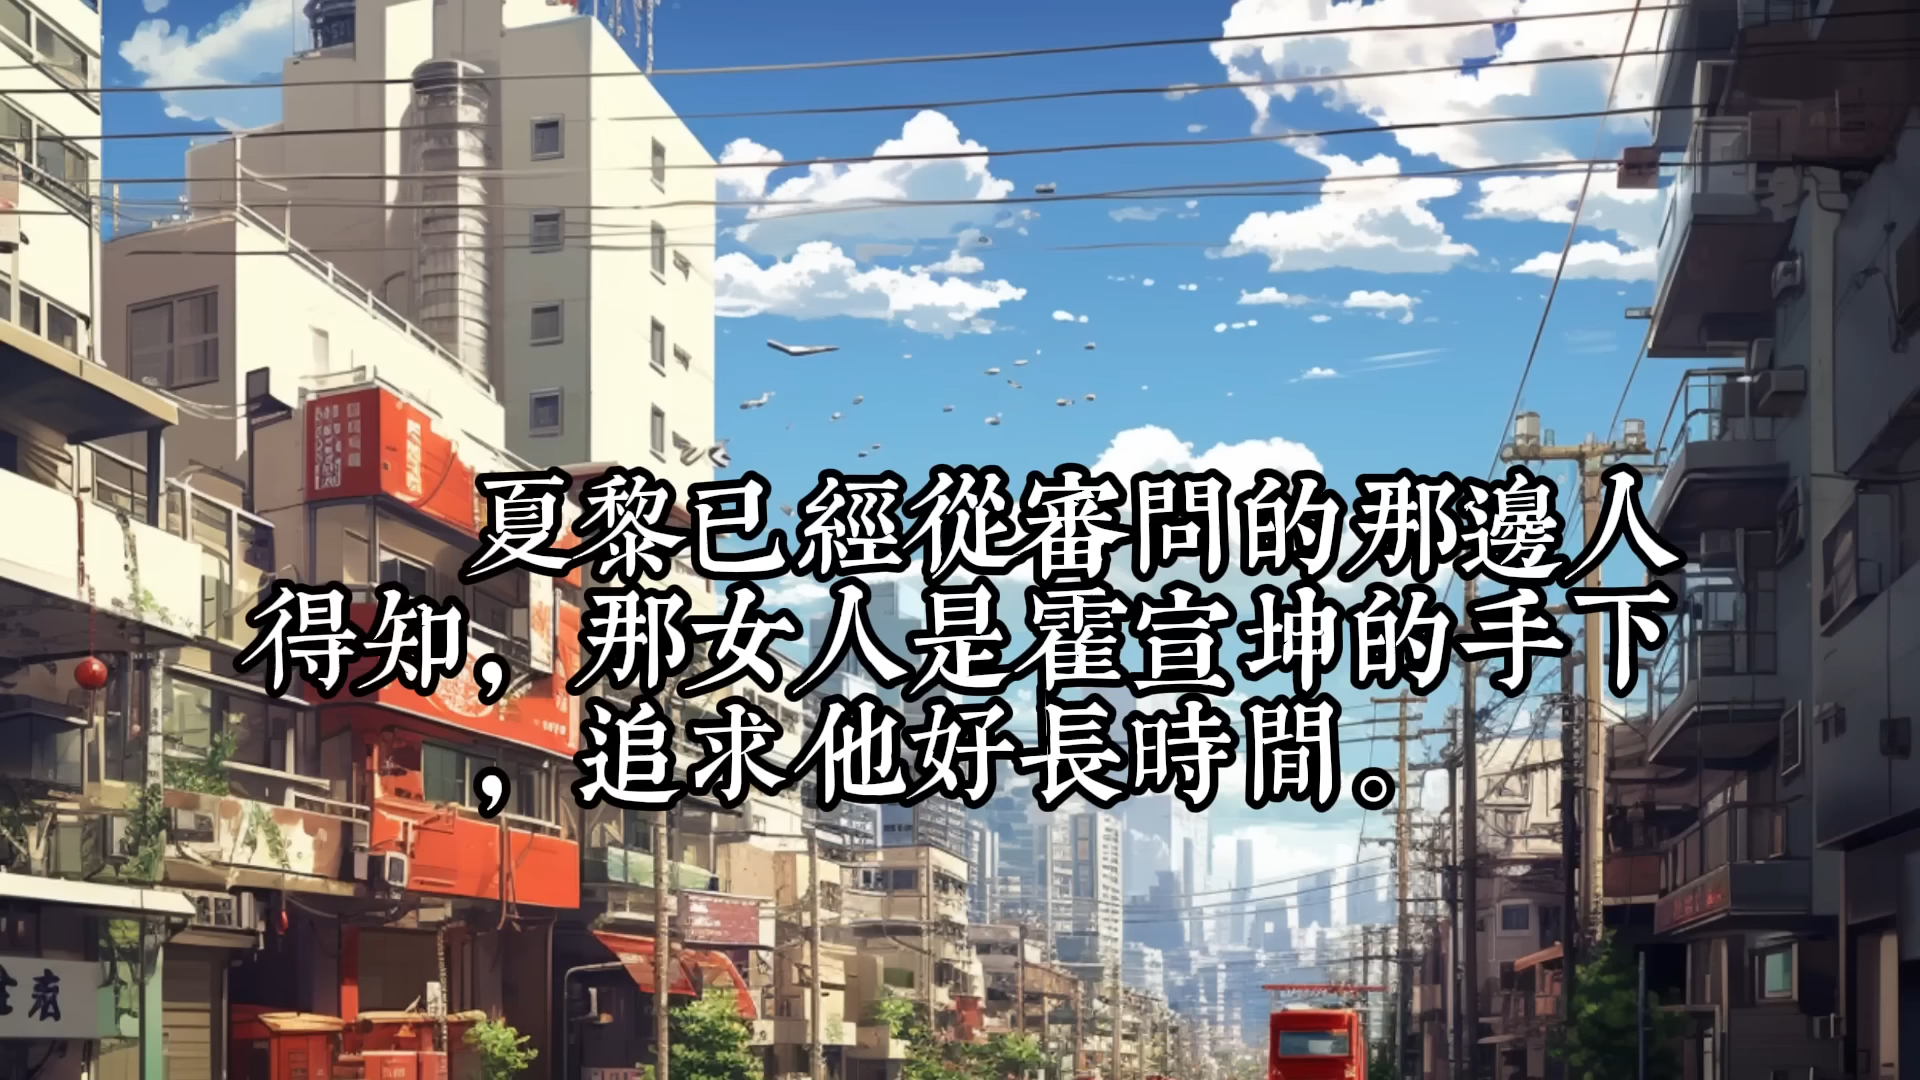 夏黎已經從審問的那邊人
得知，那女人是霍宣坤的手下
，追求他好長時間。